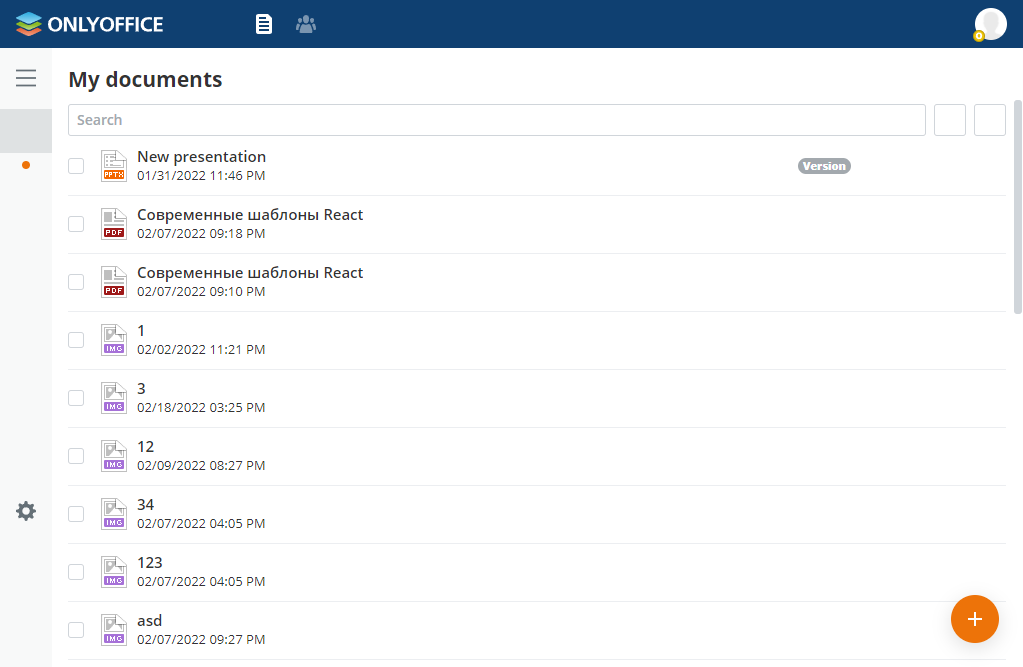 ONLYOFFICE
My documents
Search
New presentation
Version
01/31/2022 11:46 PM
PPTX
Современные шаблоны React
02/07/2022 09:18 PM
PDF
Современные шаблоны React
02/07/2022 09:10 PM
PDF
1
02/02/2022 11:21 PM
IMG
3
02/18/2022 03:25 PM
IMG
12
02/09/2022 08:27 PM
IMG
34
02/07/2022 04:05 PM
IMG
123
02/07/2022 04:05 PM
IMG
asd
02/07/2022 09:27 PM
IMG